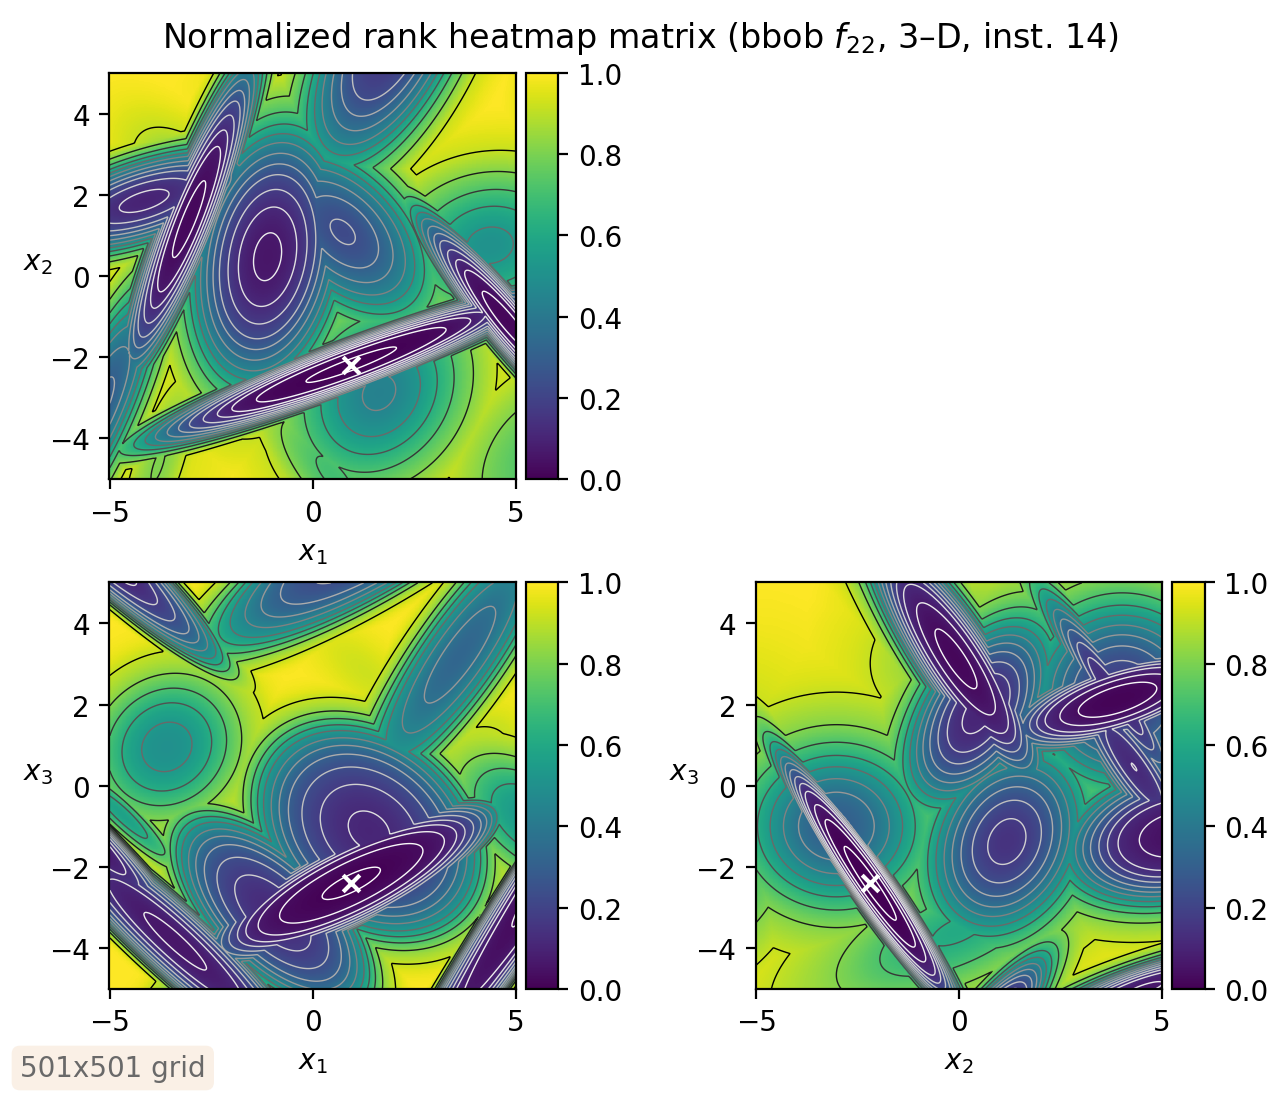 Normalized rank heatmap matrix (bbob f22, 3–D, inst. 14)
1.0
4
0.8
2
0.6
x2
0
0.4
−2
0.2
−4
0.0
−5 0 5
x1
1.0 1.0
4 4
0.8 0.8
2 2
0.6 0.6
x3 0 x3 0
0.4 0.4
−2 −2
0.2 0.2
−4 −4
0.0 0.0
−5 0 5 −5 0 5
x1 x2
501x501 grid